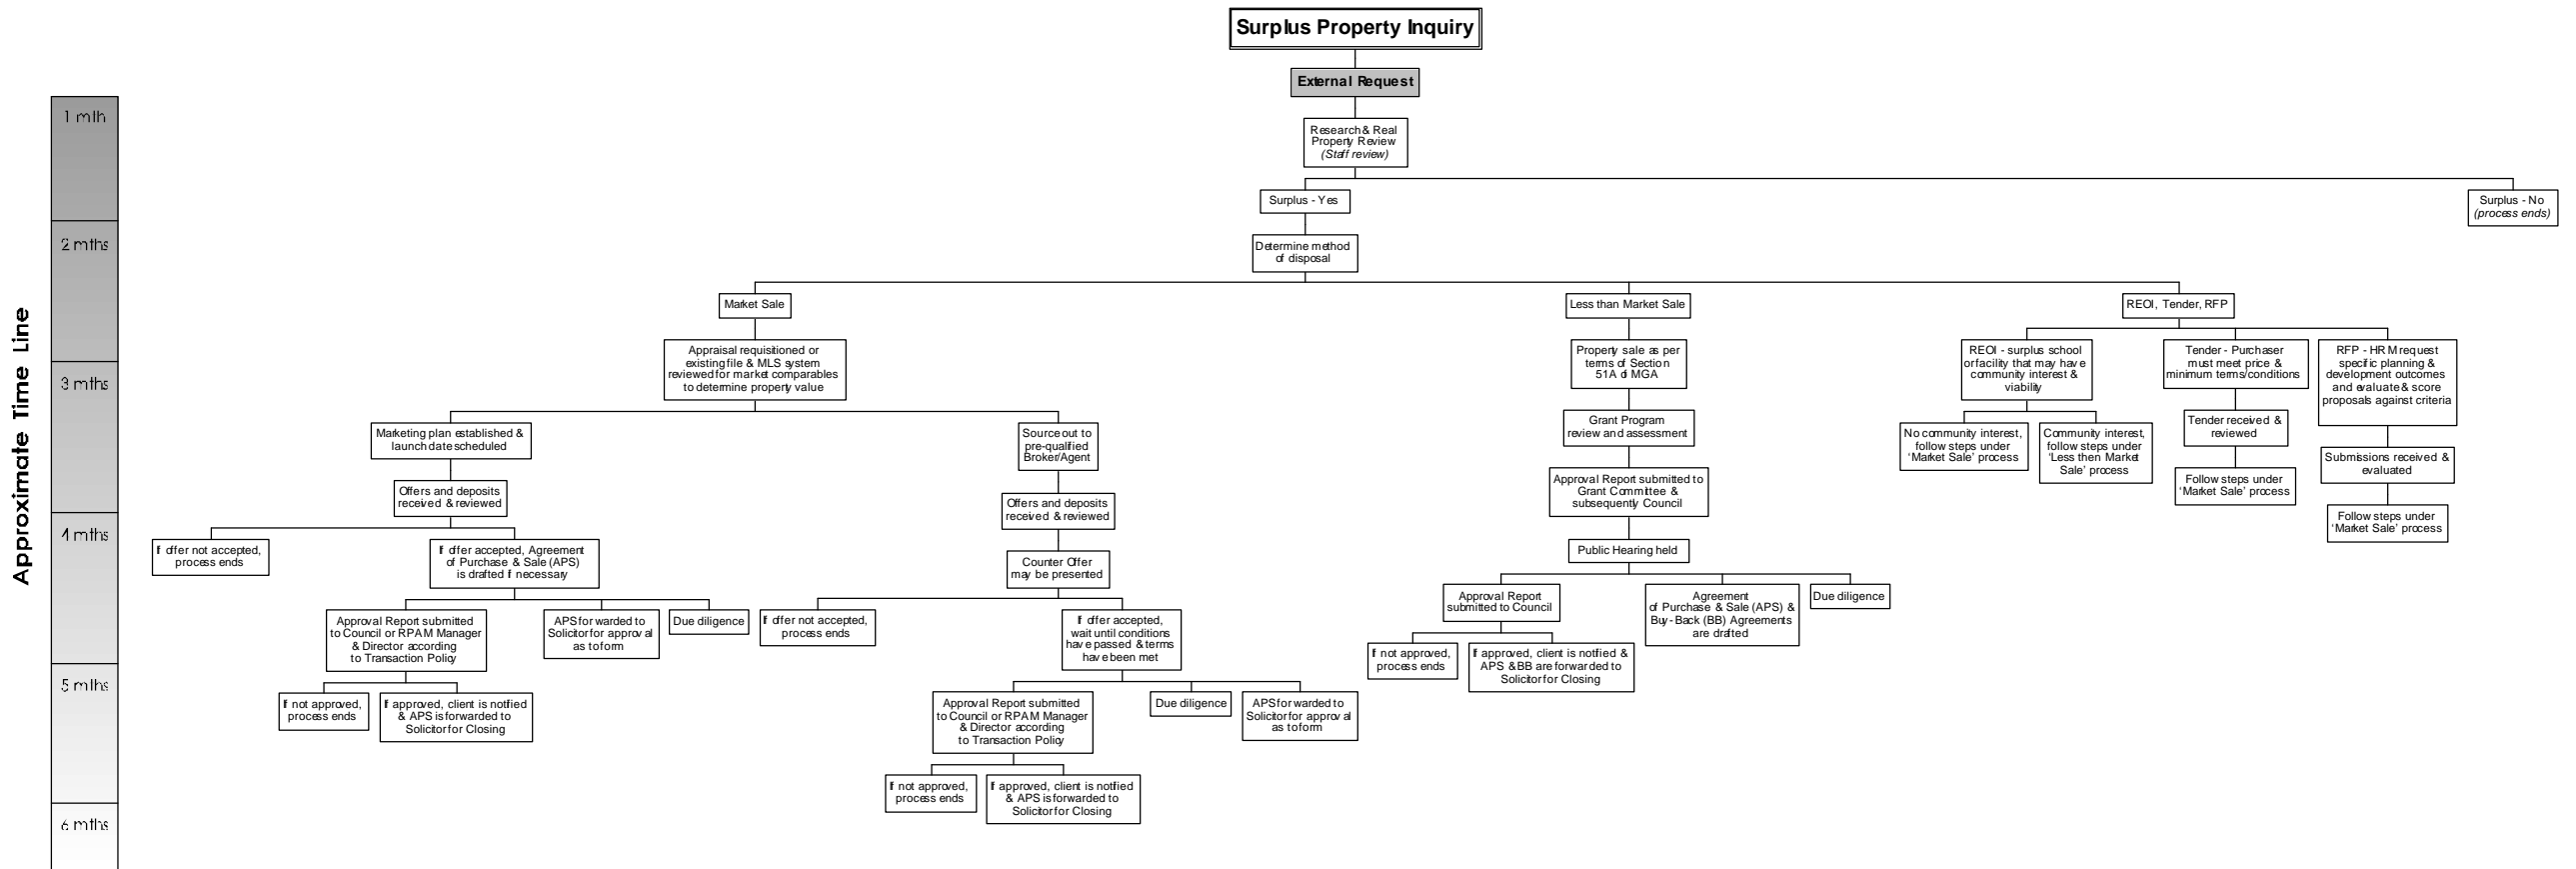 Surplus Property Inquiry
External Request
Research & Real
Property Review
(Staff review)
Surplus - Yes
Surplus - No
(process ends)
Determine method
of disposal
Market Sale
Less than Market Sale
REOI, Tender, RFP
Appraisal requisitioned or
existing file & MLS system
reviewed for market comparables
to determine property value
Marketing plan established &
launch date scheduled
Offers and deposits
received & reviewed
If offer not accepted,
process ends
If offer accepted, Agreement
of Purchase & Sale (APS)
is drafted if necessary
Approval Report submitted
to Council or RPAM Manager
& Director according
to Transaction Policy
APS forwarded to
Solicitor for approval
as to form
Due diligence
If not approved,
process ends
If approved, client is notified
& APS is forwarded to
Solicitor for Closing
Source out to
pre-qualified
Broker/Agent
Offers and deposits
received & reviewed
Counter Offer
may be presented
If offer not accepted,
process ends
If offer accepted,
wait until conditions
have passed & terms
have been met
Approval Report submitted
to Council or RPAM Manager
& Director according
to Transaction Policy
Due diligence
APS forwarded to
Solicitor for approval
as to form
If not approved,
process ends
If approved, client is notified
& APS is forwarded to
Solicitor for Closing
Property sale as per
terms of Section
51A of MGA
Grant Program
review and assessment
Approval Report submitted to
Grant Committee &
subsequently Council
Public Hearing held
Approval Report
submitted to Council
Agreement
of Purchase & Sale (APS) &
Buy-Back (BB) Agreements
are drafted
Due diligence
If not approved,
process ends
If approved, client is notified &
APS & BB are forwarded to
Solicitor for Closing
REOI - surplus school
or facility that may have
community interest &
viability
No community interest,
follow steps under
'Market Sale' process
Community interest,
follow steps under
'Less then Market
Sale' process
Tender - Purchaser
must meet price &
minimum terms/conditions
Tender received &
reviewed
Follow steps under
'Market Sale' process
RFP - HRM request
specific planning &
development outcomes
and evaluate & score
proposals against criteria
Submissions received &
evaluated
Follow steps under
'Market Sale' process
Approximate Time Line
1 mth
2 mths
3 mths
4 mths
5 mths
6 mths